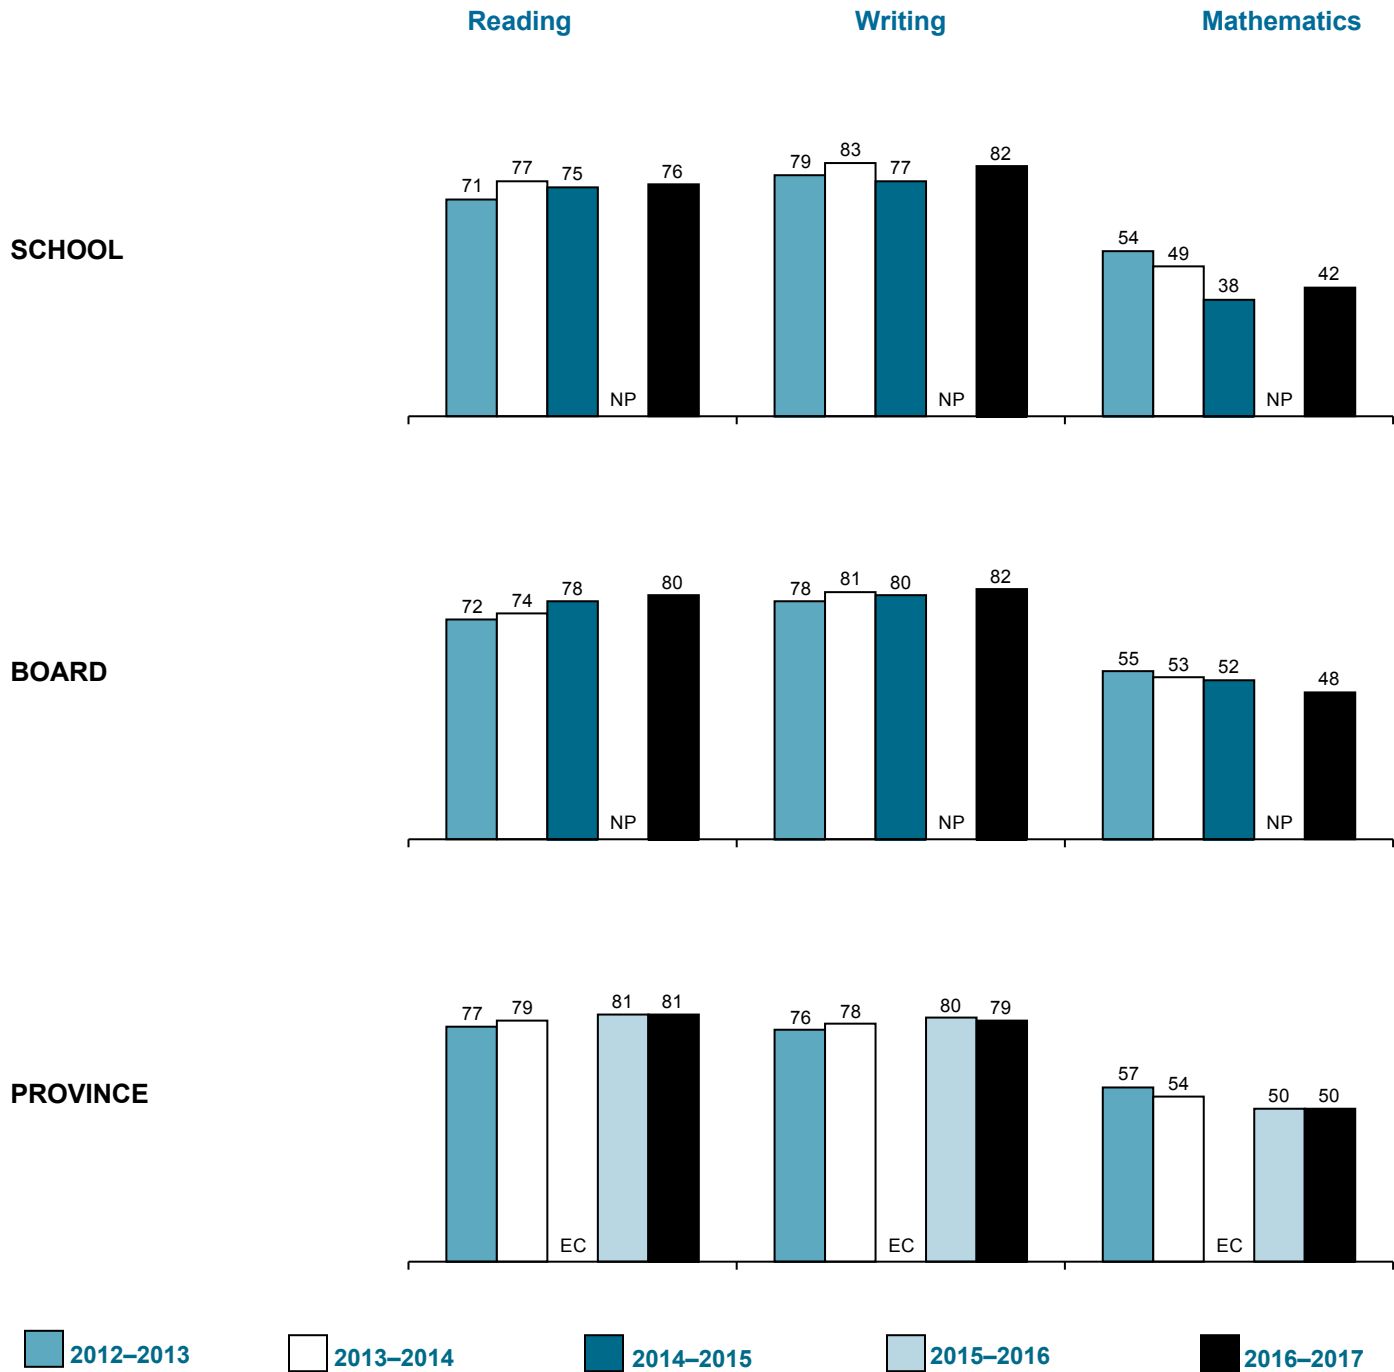 Reading Writing Mathematics
SCHOOL
71 77 75 NP 76 79 83 77 NP 82 54 49 38 NP 42
BOARD
72 74 78 NP 80 78 81 80 NP 82 55 53 52 NP 48
PROVINCE
77 79 EC 81 81 76 78 EC 80 79 57 54 EC 50 50
2012–2013 2013–2014 2014–2015 2015–2016 2016–2017